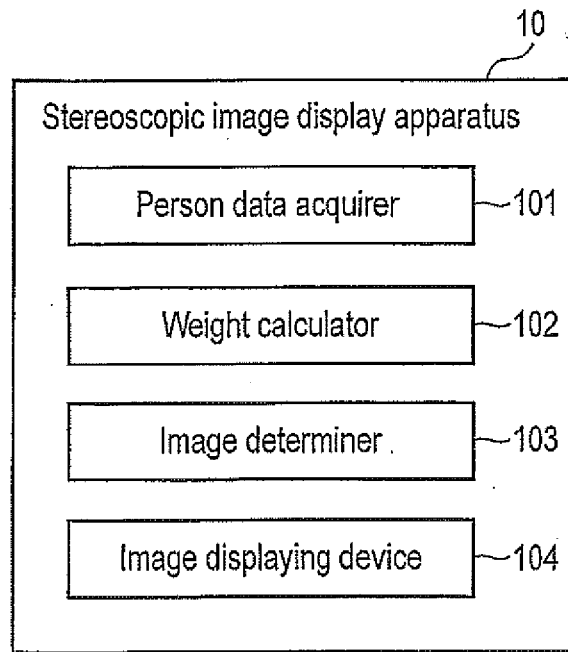 10
Stereoscopic image display apparatus
Person data acquirer 101
Weight calculator 102
Image determiner 103
Image displaying device 104